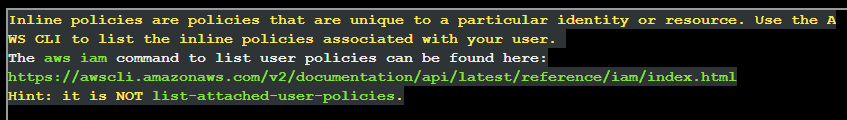 Inline policies are policies that are unique to a particular identity or resource. Use the A
WS CLI to list the inline policies associated with your user.
The aws iam command to list user policies can be found here:
https://awscli.amazonaws.com/v2/documentation/api/latest/reference/iam/index.html
Hint: it is NOT list-attached-user-policies.